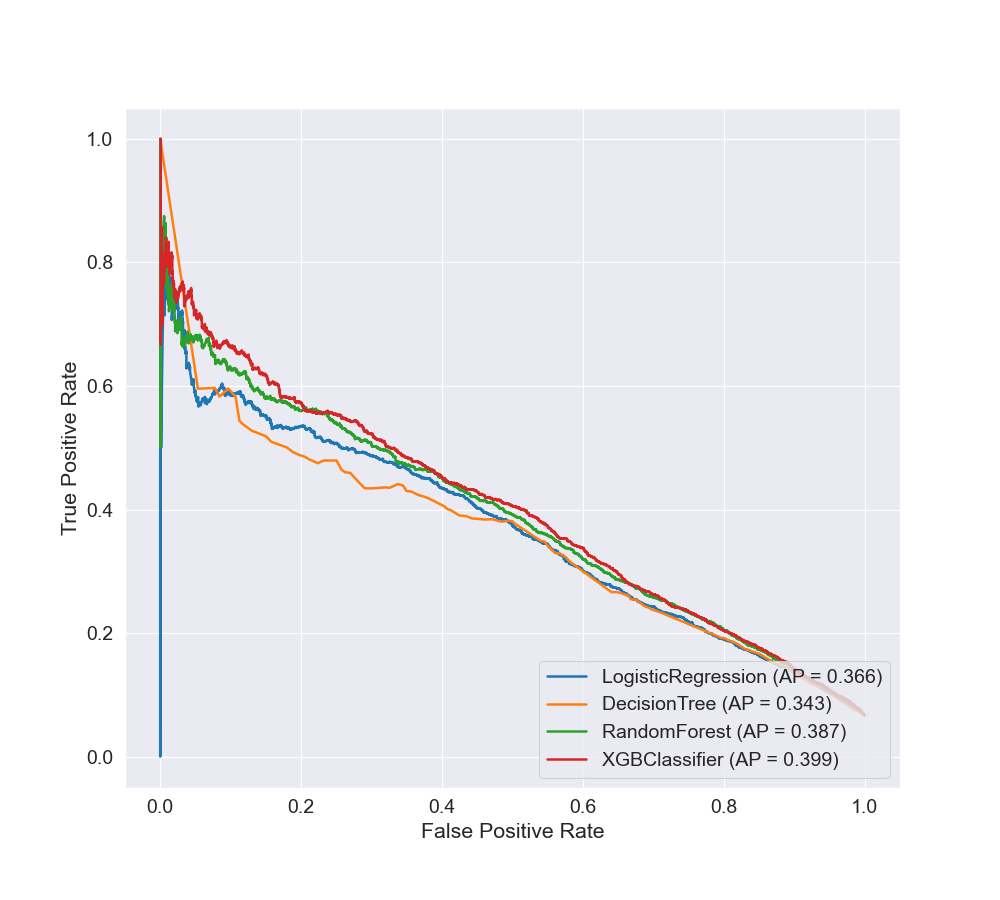 1.0
0.8
0.6
0.4
0.2
0.0
True Positive Rate
LogisticRegression (AP = 0.366)
DecisionTree (AP = 0.343)
RandomForest (AP = 0.387)
XGBClassifier (AP = 0.399)
0.0 0.2 0.4 0.6 0.8 1.0
False Positive Rate